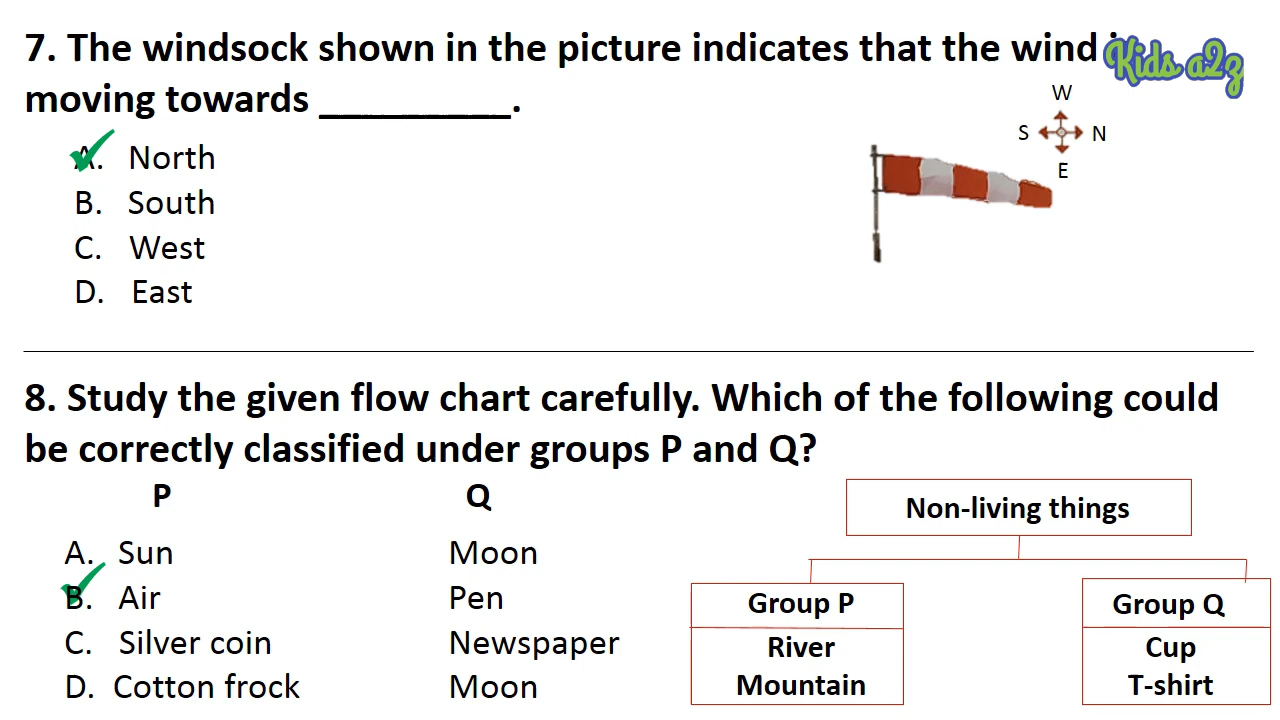 7. The windsock shown in the picture indicates that the wind
Kids a2z
moving towards _________.
A. North
B. South
C. West
D. East
W
S N
E
8. Study the given flow chart carefully. Which of the following could
be correctly classified under groups P and Q?
P Q
A. Sun Moon
B. Air Pen
C. Silver coin Newspaper
D. Cotton frock Moon
Non-living things
Group P Group Q
River Cup
Mountain T-shirt